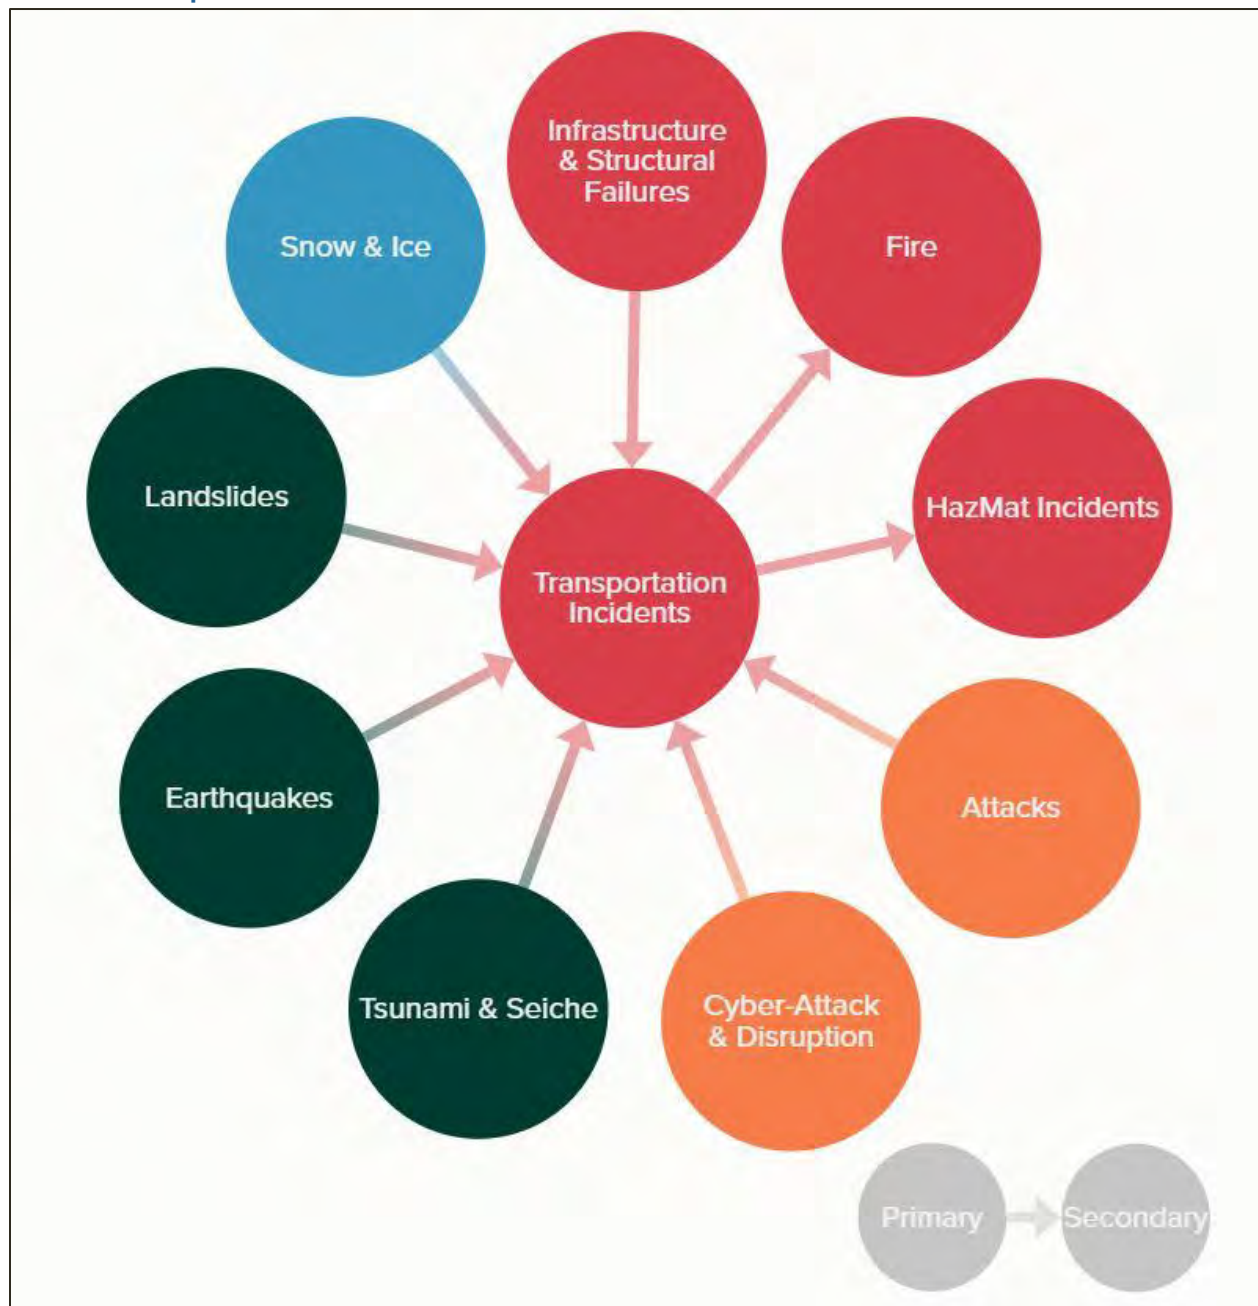 Infrastructure
& Structural
Failures
Snow & Ice
Fire
Landslides
HazMat Incidents
Transportation
Incidents
Earthquakes
Attacks
Tsunami & Seiche
Cyber-Attack
& Disruption
Primary
Secondary